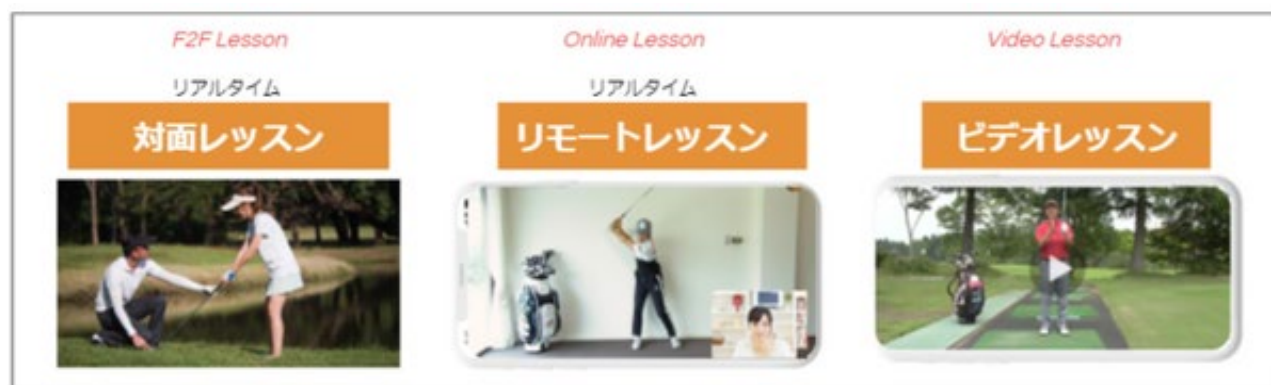 F2F Lesson
リアルタイム
対面レッスン
Online Lesson
リアルタイム
リモートレッスン
Video Lesson
ビデオレッスン